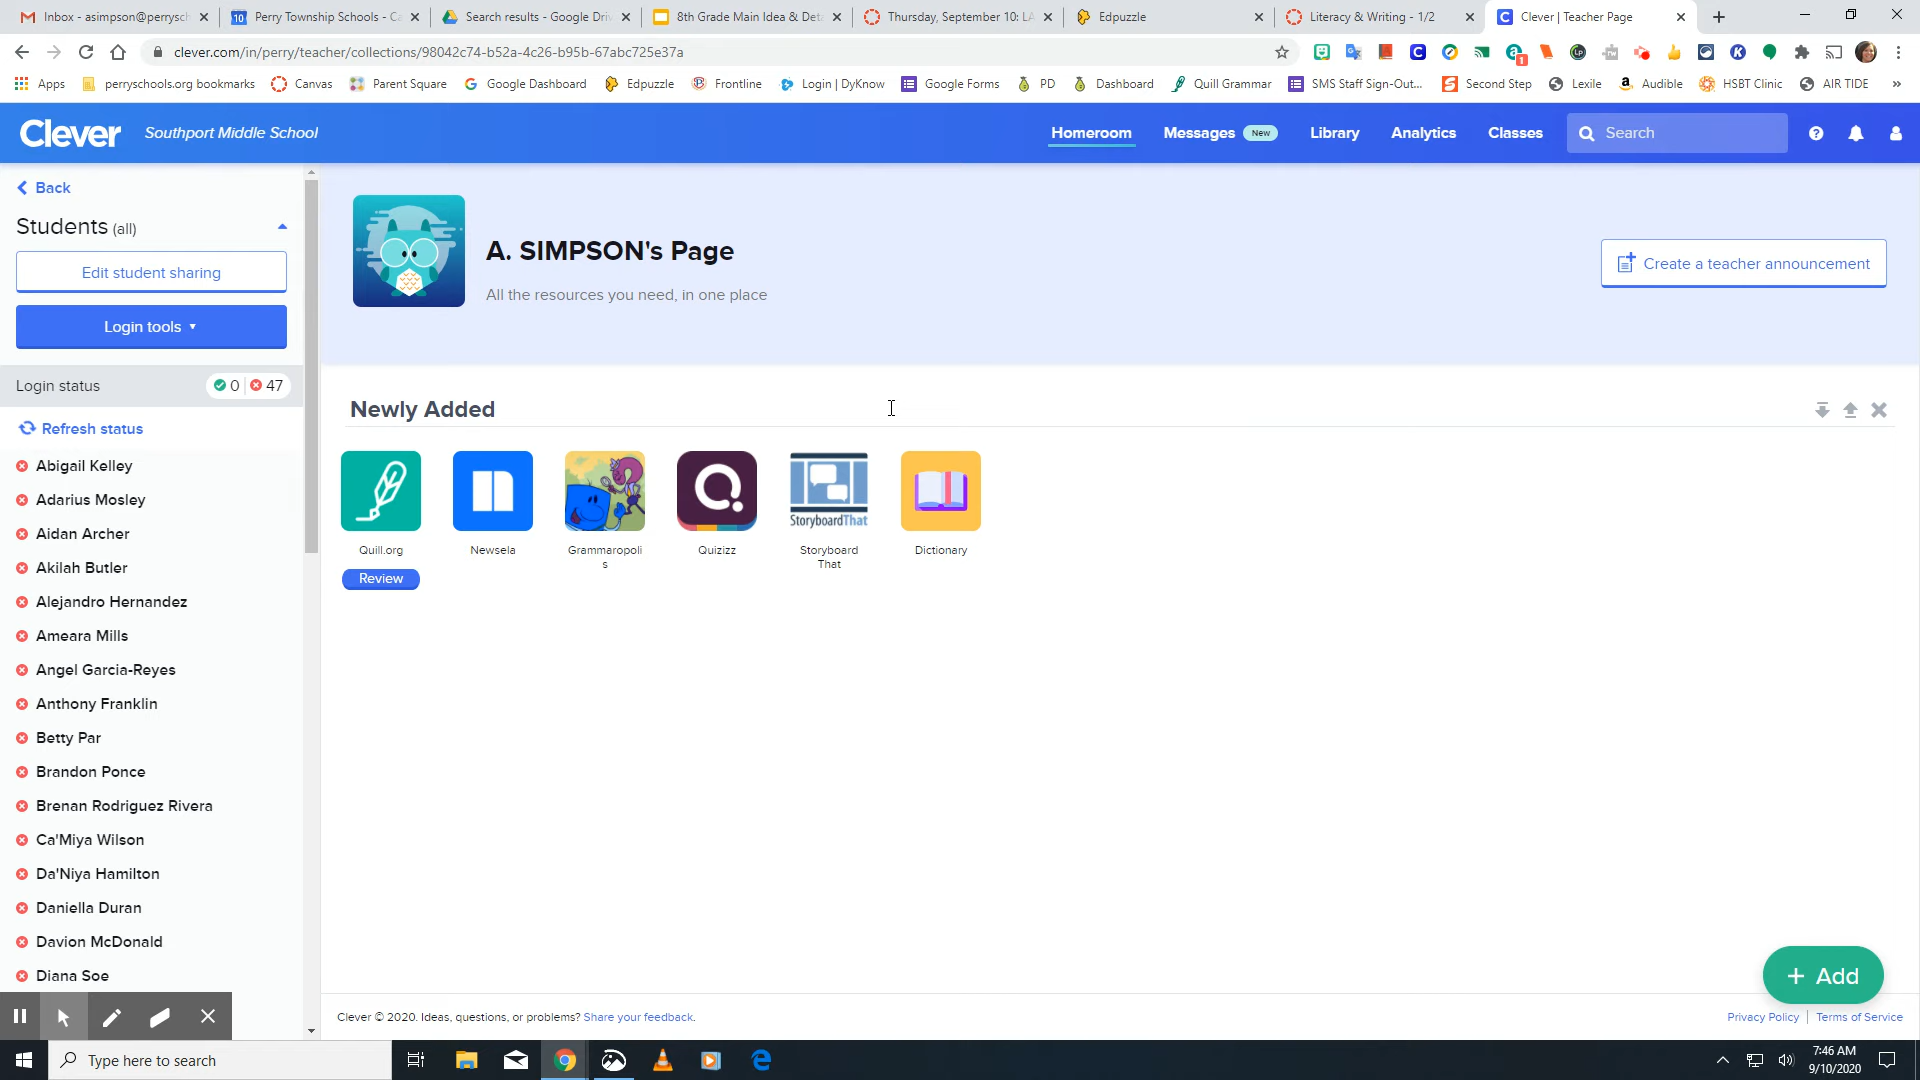 Inbox - asimpson@perrysch
Perry Township Schools - Ca
Search results - Google Driv
8th Grade Main Idea & Deta
Thursday, September 10: LA
Edpuzzle
Literacy & Writing - 1/2
Clever | Teacher Page
clever.com/in/perry/teacher/collections/98042c74-b52a-4c26-b95b-67abc725e37a
Apps
perryschools.org bookmarks
Canvas
Parent Square
Google Dashboard
Edpuzzle
Frontline
Login | DyKnow
Google Forms
PD
Dashboard
Quill Grammar
SMS Staff Sign-Out...
Second Step
Lexile
Audible
HSBT Clinic
AIR TIDE
Clever
Southport Middle School
Homeroom
Messages New
Library
Analytics
Classes
Search
Back
Students (all)
Edit student sharing
Login tools
Login status
0 | 47
Refresh status
Abigail Kelley
Adarius Mosley
Aidan Archer
Akilah Butler
Alejandro Hernandez
Ameara Mills
Angel Garcia-Reyes
Anthony Franklin
Betty Par
Brandon Ponce
Brenan Rodriguez Rivera
Ca'Miya Wilson
Da'Niya Hamilton
Daniella Duran
Davion McDonald
Diana Soe
A. SIMPSON's Page
All the resources you need, in one place
Create a teacher announcement
Newly Added
StoryboardThat
Quill.org
Newsela
Grammaropoli
s
Quizizz
Storyboard
That
Dictionary
Review
+ Add
Clever © 2020. Ideas, questions, or problems? Share your feedback.
Privacy Policy | Terms of Service
Type here to search
7:46 AM
9/10/2020